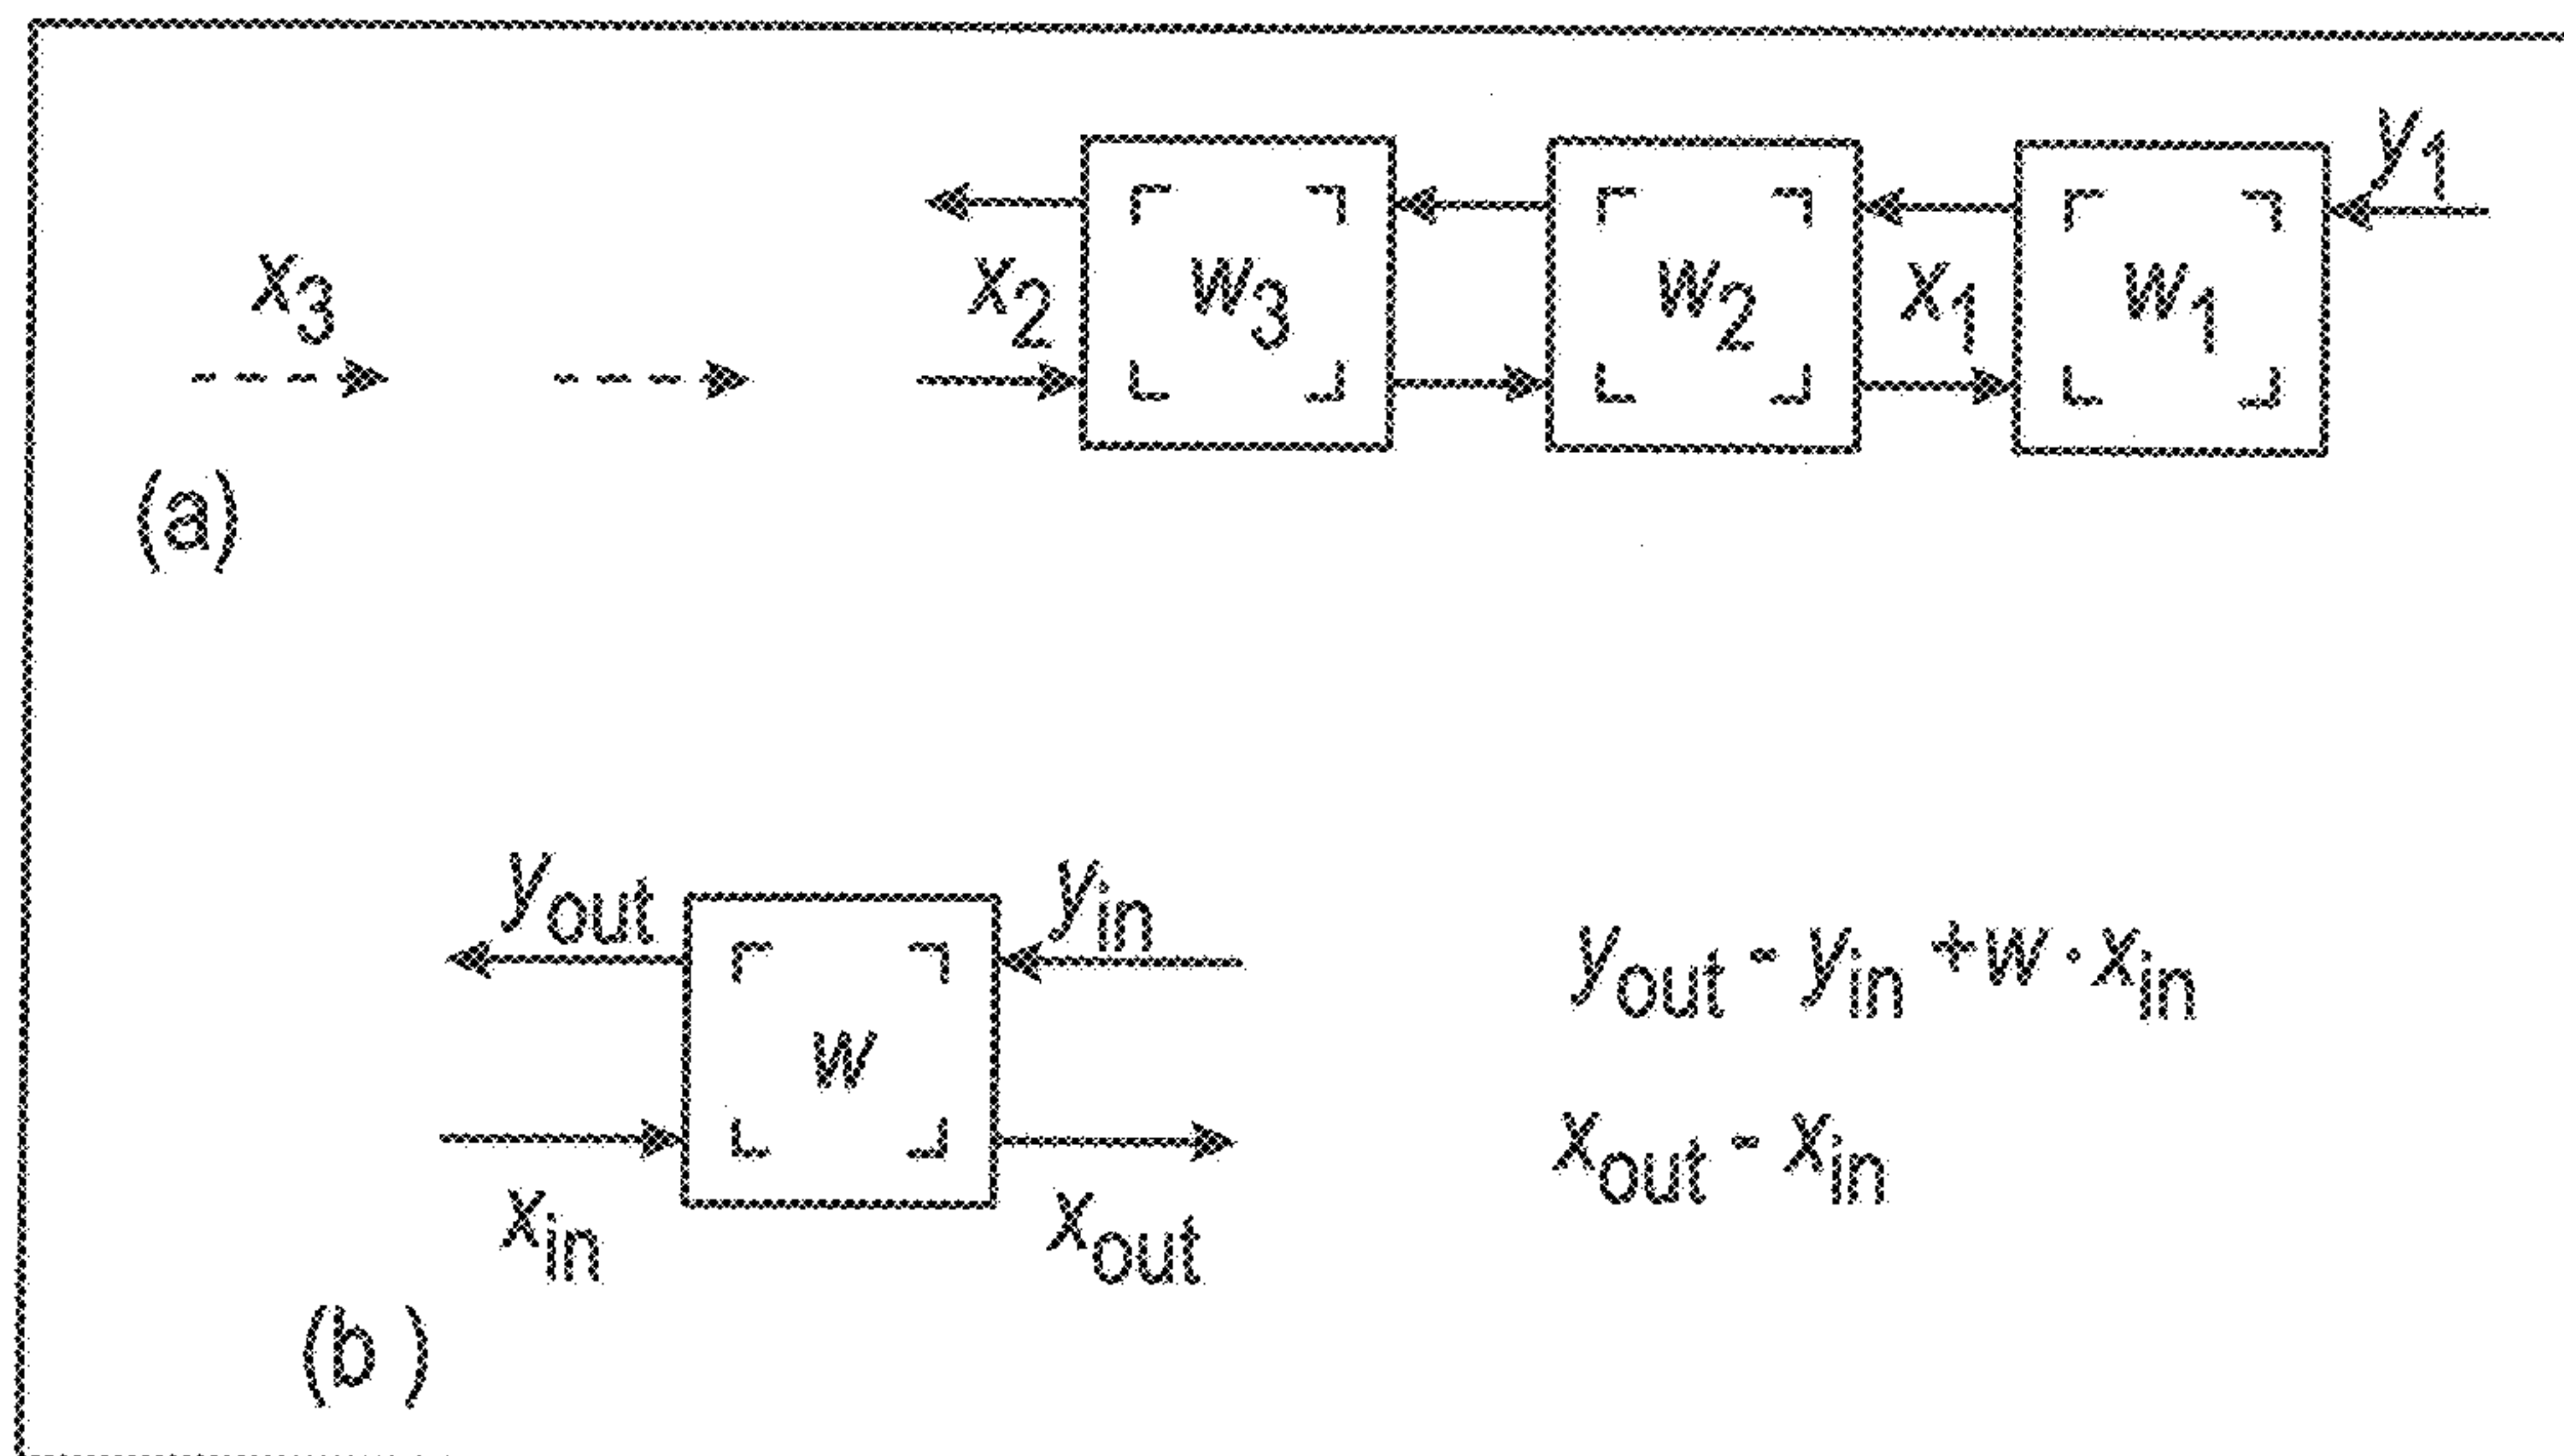 y1
x3 x2 w3 w2 x1 w1
(a)
yout yin
w
yout - yin + w · xin
xout - xin
xin xout
(b )